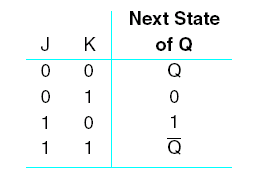 Next State
J K of Q
0 0 Q
0 1 0
1 0 1
1 1 Q̅